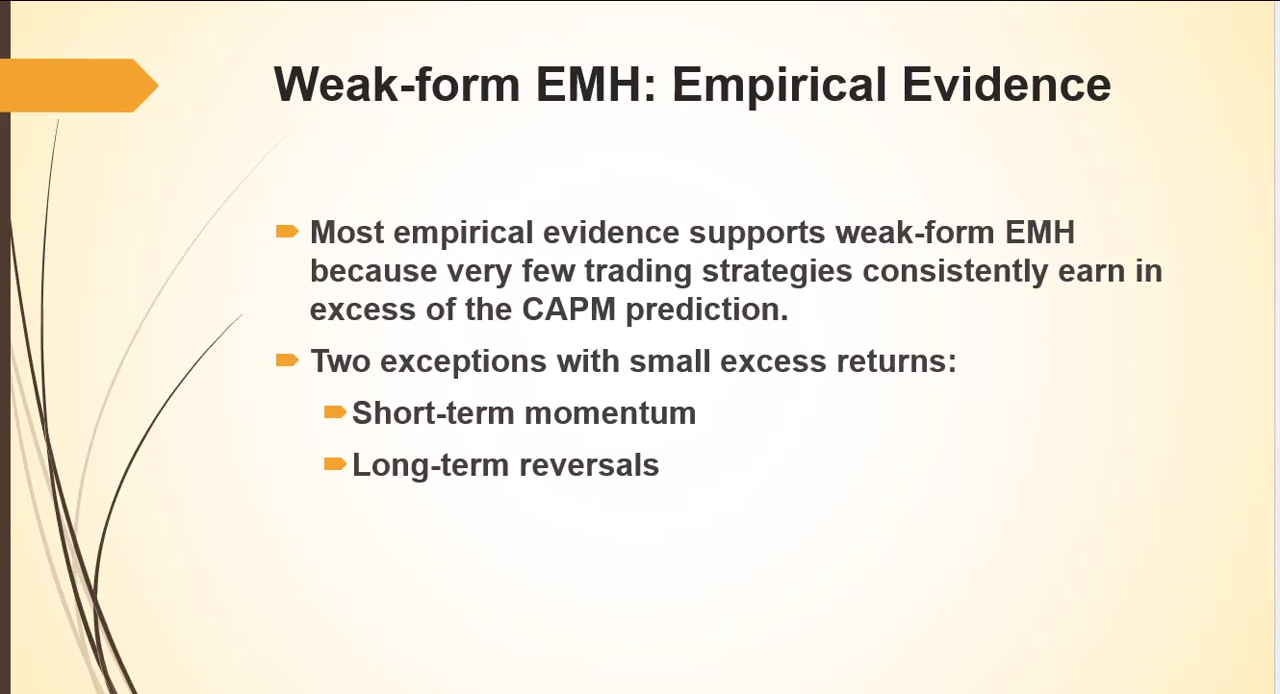 Weak-form EMH: Empirical Evidence
Most empirical evidence supports weak-form EMH
because very few trading strategies consistently earn in
excess of the CAPM prediction.
Two exceptions with small excess returns:
Short-term momentum
Long-term reversals